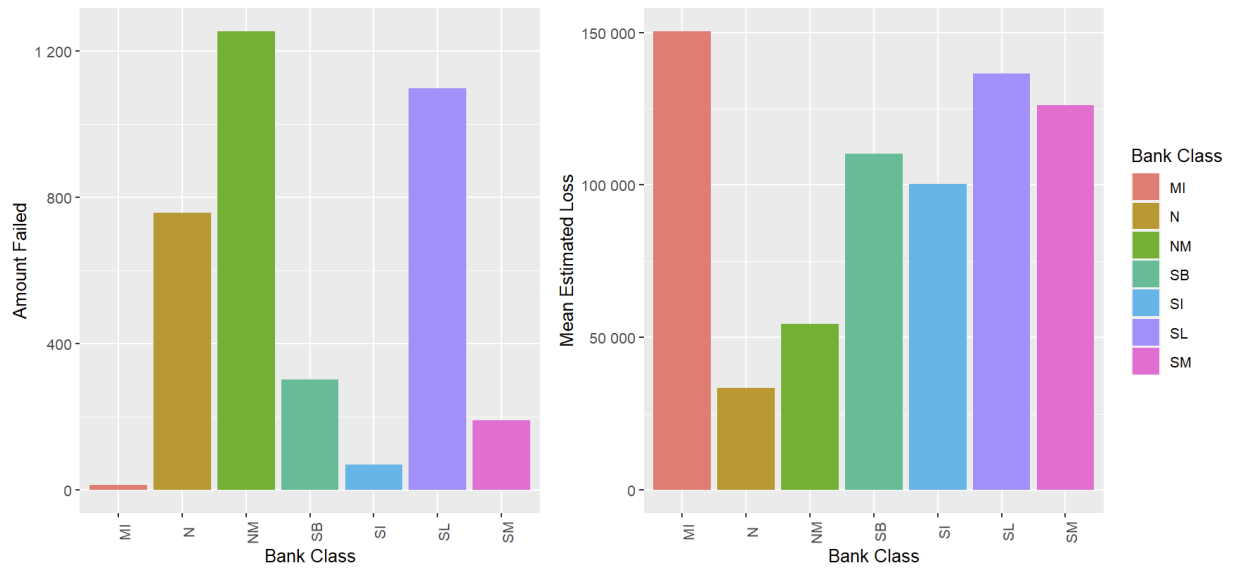 Amount Failed
1 200
800
400
0
MI
N
NM
SB
SI
SL
SM
Bank Class
Mean Estimated Loss
150 000
100 000
50 000
0
MI
N
NM
SB
SI
SL
SM
Bank Class
Bank Class
MI
N
NM
SB
SI
SL
SM